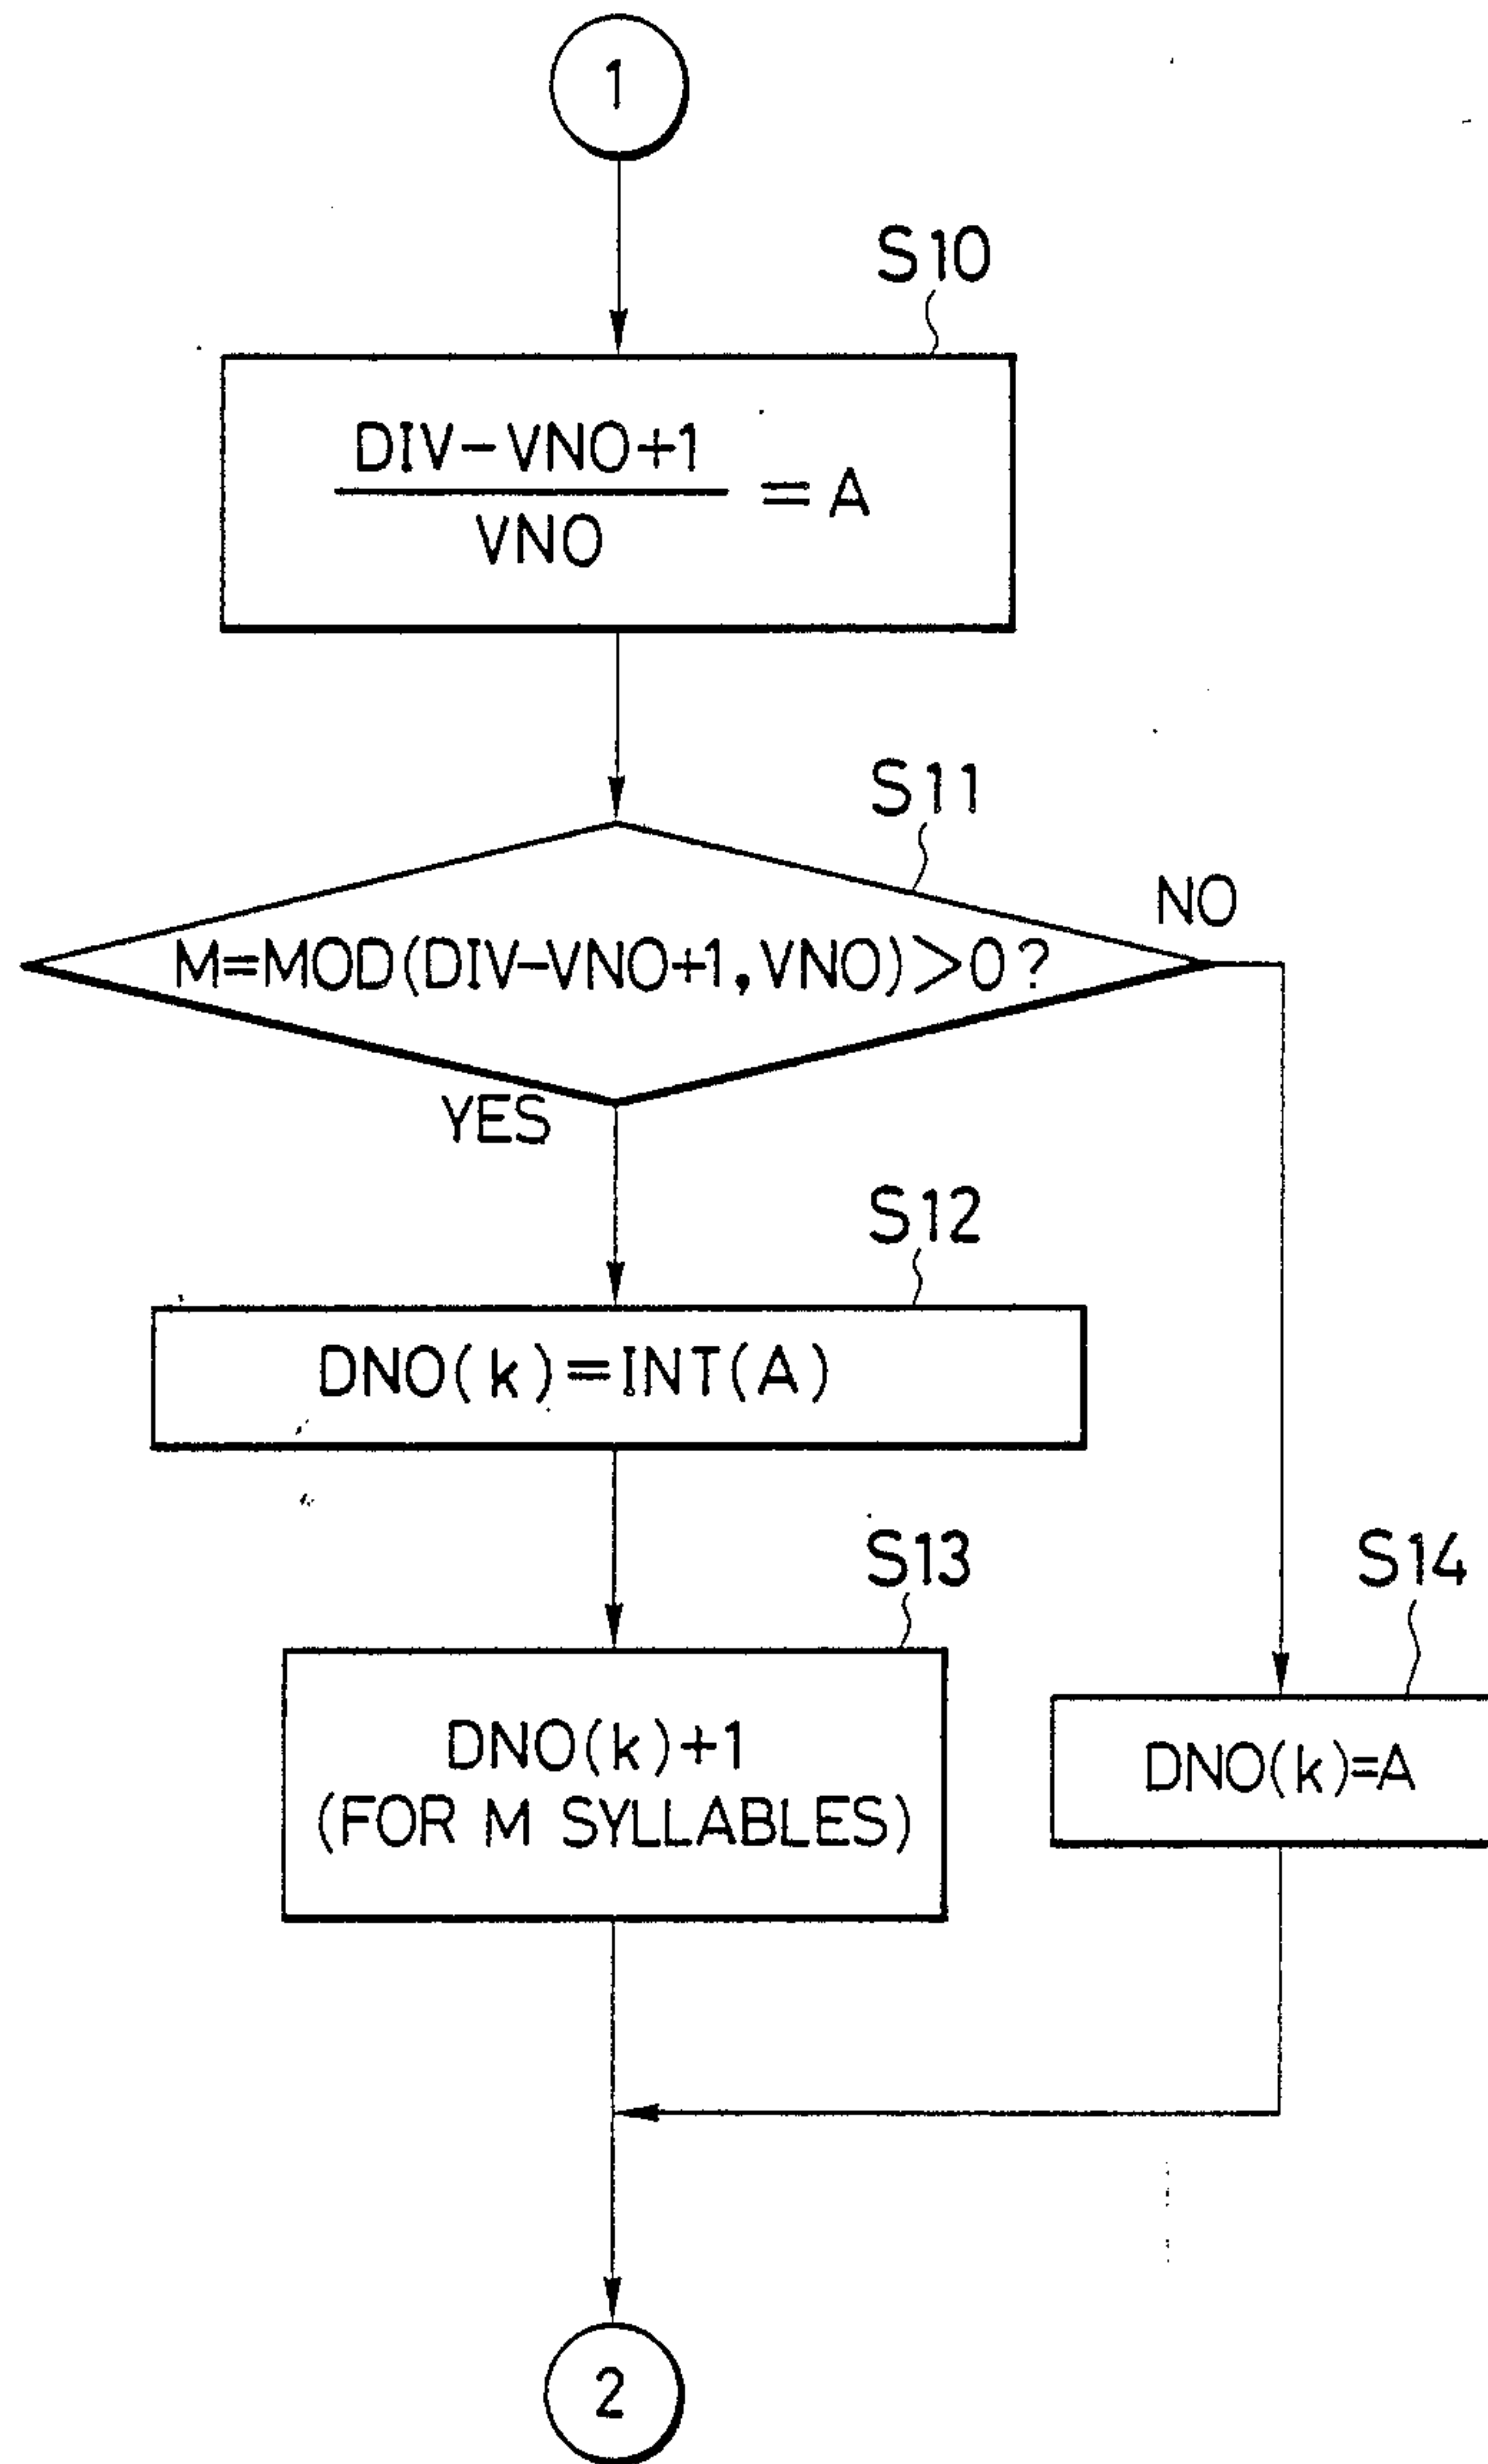 1
S10
DIV-VNO+1
VNO
=A
S11
NO
M=MOD(DIV-VNO+1,VNO)>0?
YES
S12
DNO(k)=INT(A)
S13
S14
DNO(k)+1
(FOR M SYLLABLES)
DNO(k)=A
2